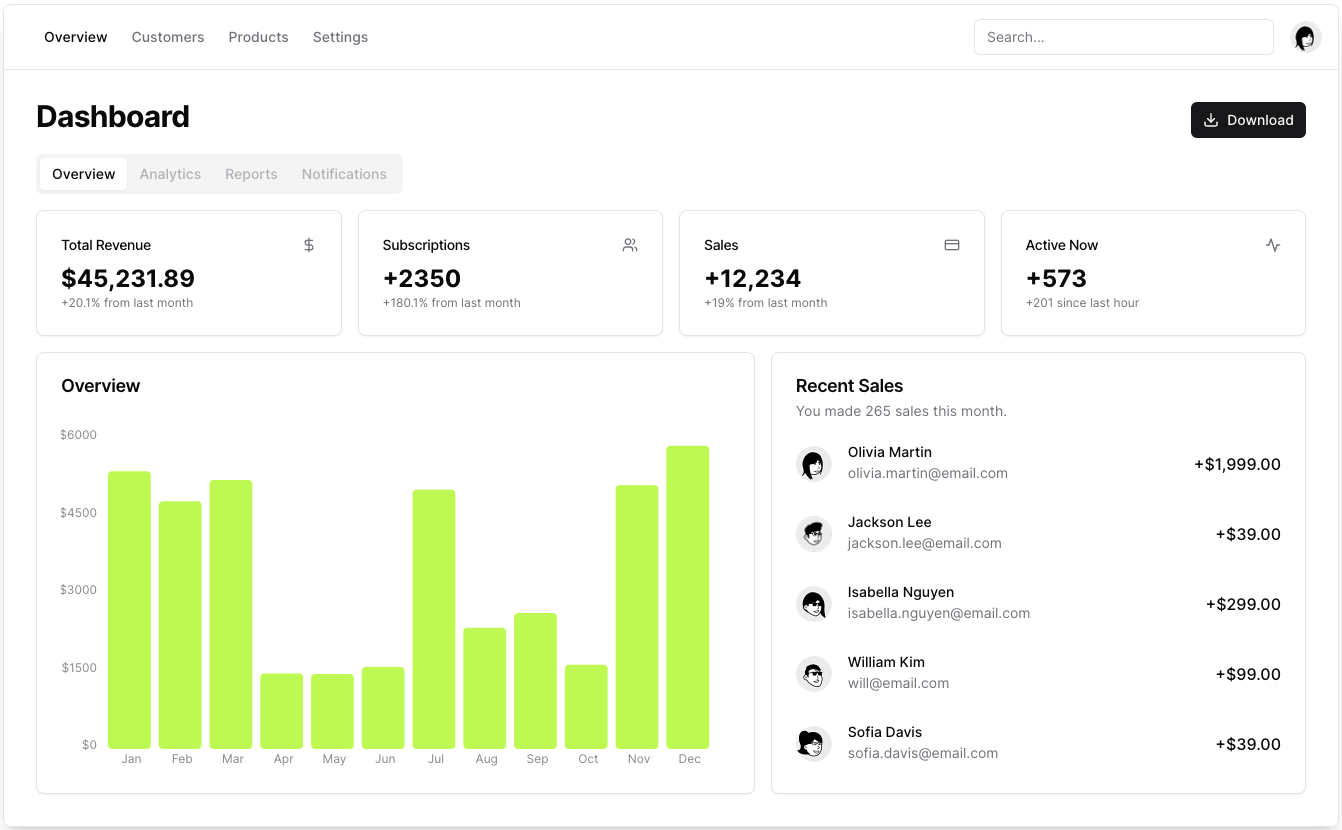 Overview Customers Products Settings Search...
Dashboard
Download
Overview Analytics Reports Notifications
Total Revenue
$45,231.89
+20.1% from last month
Subscriptions
+2350
+180.1% from last month
Sales
+12,234
+19% from last month
Active Now
+573
+201 since last hour
Overview
$6000
$4500
$3000
$1500
$0
Jan Feb Mar Apr May Jun Jul Aug Sep Oct Nov Dec
Recent Sales
You made 265 sales this month.
Olivia Martin
olivia.martin@email.com
+$1,999.00
Jackson Lee
jackson.lee@email.com
+$39.00
Isabella Nguyen
isabella.nguyen@email.com
+$299.00
William Kim
will@email.com
+$99.00
Sofia Davis
sofia.davis@email.com
+$39.00